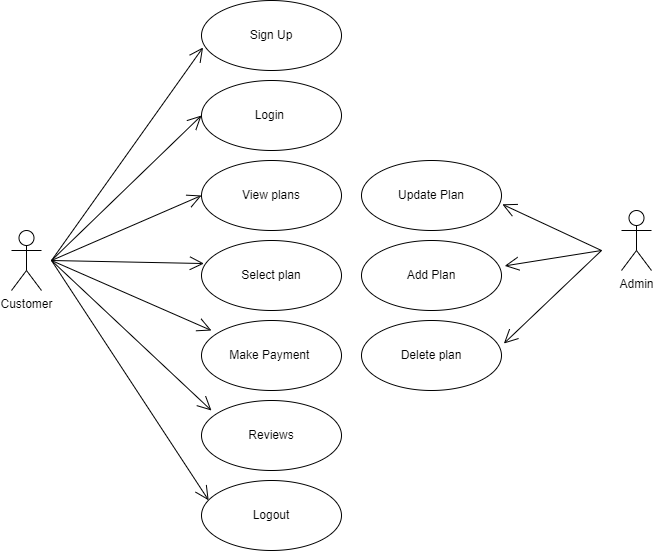 Sign Up
Login
View plans
Update Plan
Select plan
Add Plan
Customer
Admin
Make Payment
Delete plan
Reviews
Logout